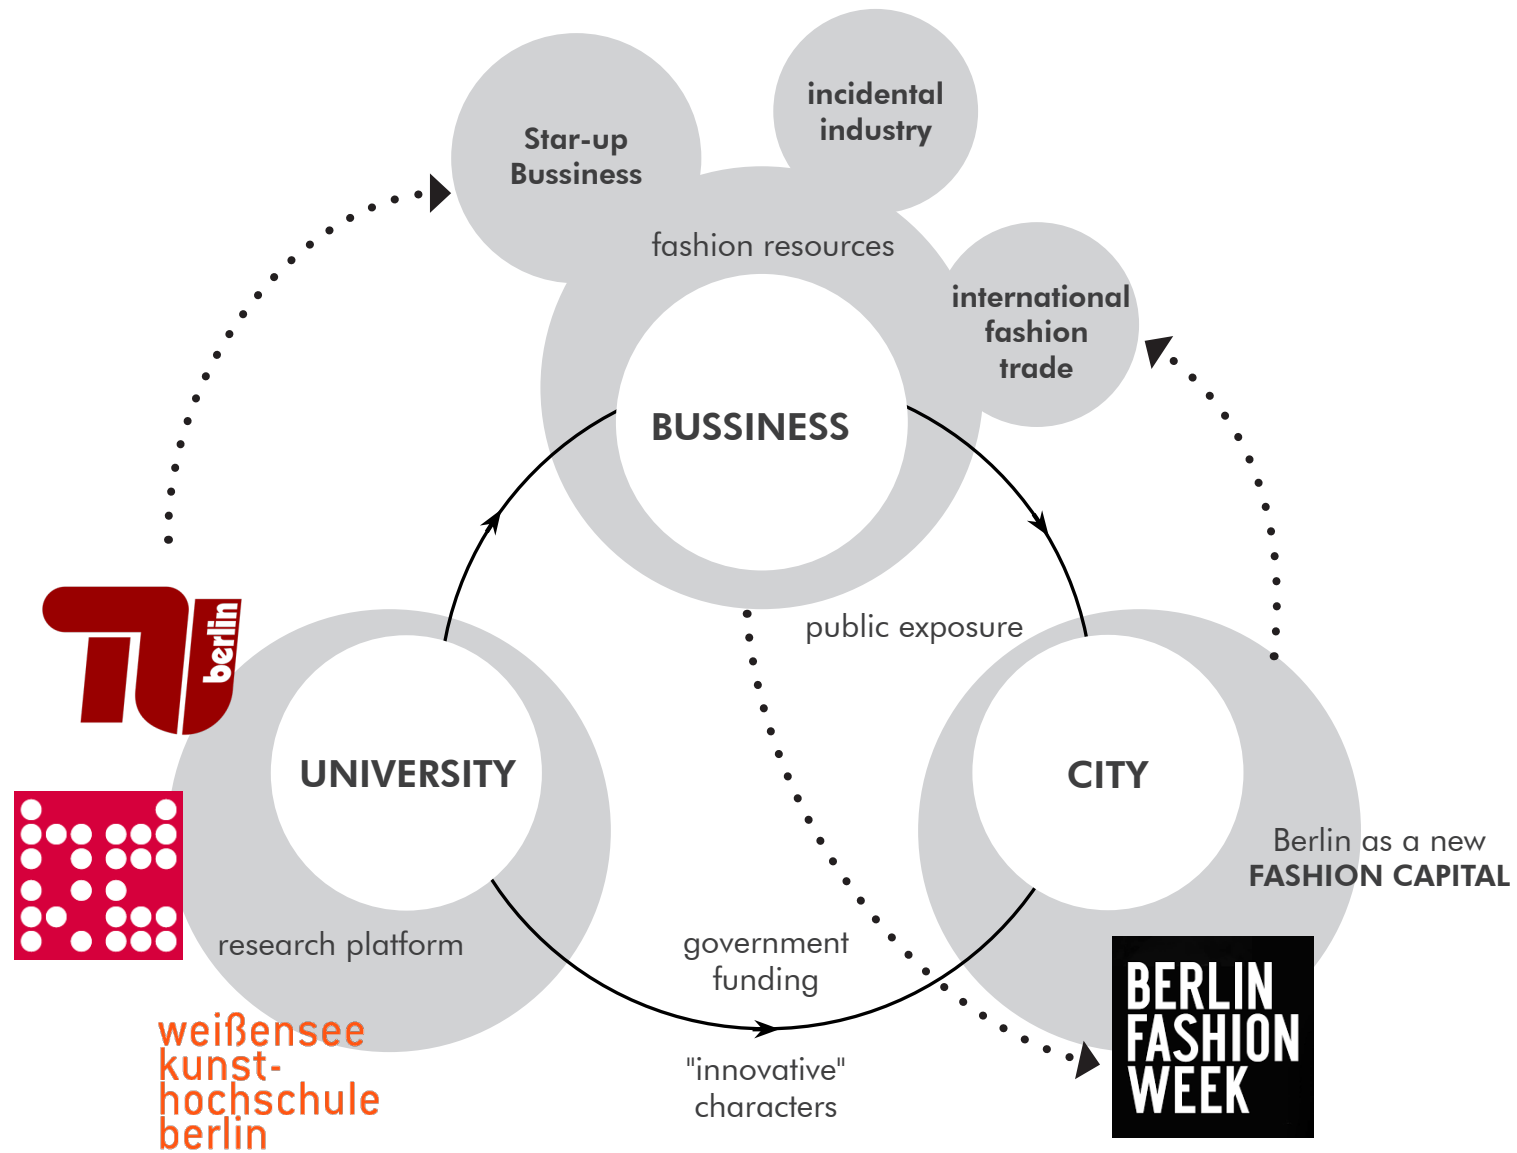 incidental
industry
Star-up
Bussiness
fashion resources
international
fashion
trade
BUSSINESS
berlin
public exposure
UNIVERSITY
CITY
Berlin as a new
FASHION CAPITAL
research platform
government
funding
BERLIN
FASHION
WEEK
weißensee
kunst-
hochschule
berlin
"innovative"
characters